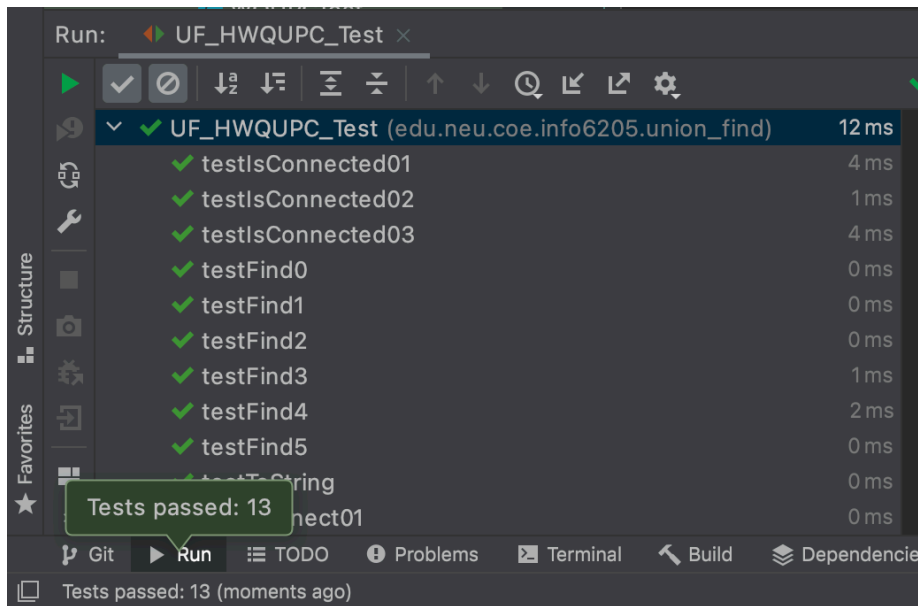 Run: UF_HWQUPC_Test
UF_HWQUPC_Test (edu.neu.coe.info6205.union_find) 12 ms
testIsConnected01 4 ms
testIsConnected02 1 ms
testIsConnected03 4 ms
testFind0 0 ms
testFind1 0 ms
testFind2 0 ms
testFind3 1 ms
testFind4 2 ms
testFind5 0 ms
testToString 0 ms
nect01 0 ms
Structure
Favorites
Tests passed: 13
Git Run TODO Problems Terminal Build Dependencie
Tests passed: 13 (moments ago)